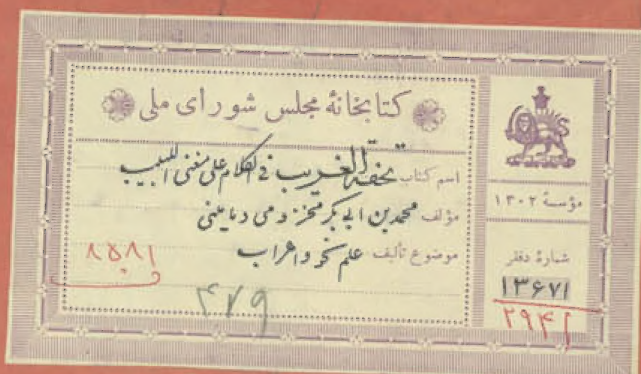 کتابخانهٔ مجلس شورای ملی
اسم کتاب تحفة الغریب فی الکلام علی مغنی اللبیب
مؤلف محمد بن ابی بکر مخزومی دمامینی
موضوع تألیف علم نحو و اعراب
۸۵۸۱
۴۷۹
مؤسسهٔ ۱۳۰۲
شمارهٔ دفتر
۱۳۶۷۱
۲۹۴۱